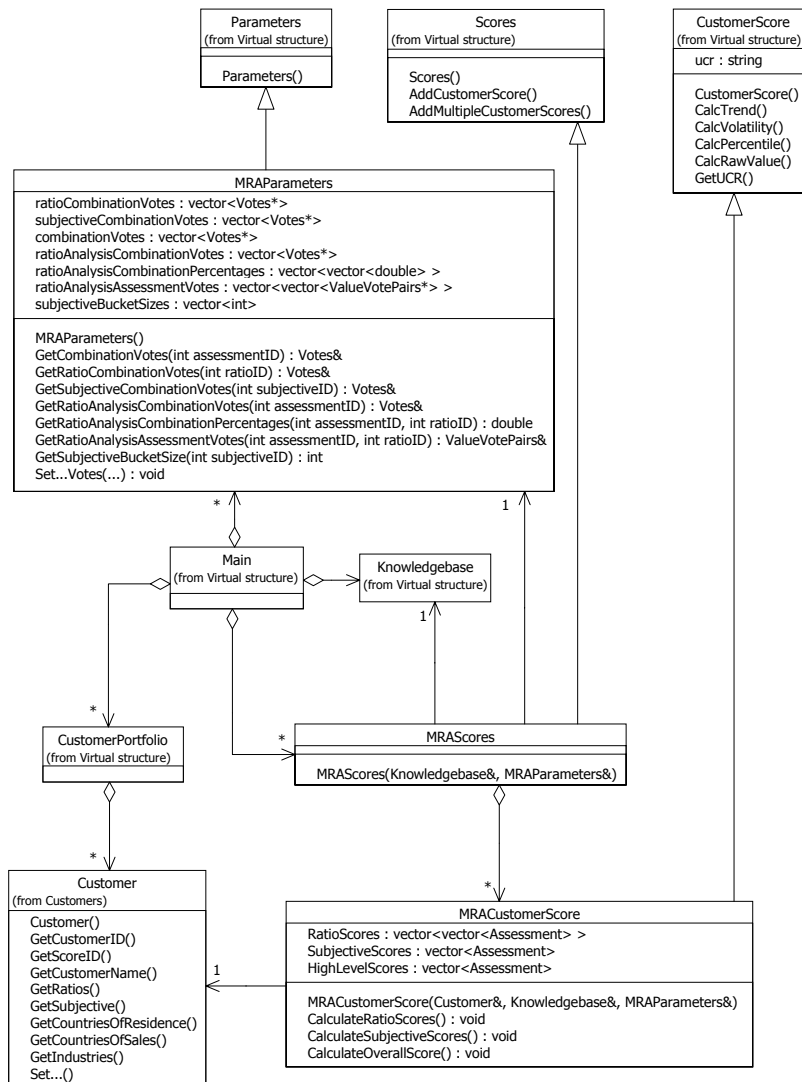 Parameters
(from Virtual structure)
Parameters()
Scores
(from Virtual structure)
Scores()
AddCustomerScore()
AddMultipleCustomerScores()
CustomerScore
(from Virtual structure)
ucr : string
CustomerScore()
CalcTrend()
CalcVolatility()
CalcPercentile()
CalcRawValue()
GetUCR()
MRAParameters
ratioCombinationVotes : vector<Votes*>
subjectiveCombinationVotes : vector<Votes*>
combinationVotes : vector<Votes*>
ratioAnalysisCombinationVotes : vector<Votes*>
ratioAnalysisCombinationPercentages : vector<vector<double> >
ratioAnalysisAssessmentVotes : vector<vector<ValueVotePairs*> >
subjectiveBucketSizes : vector<int>
MRAParameters()
GetCombinationVotes(int assessmentID) : Votes&
GetRatioCombinationVotes(int ratioID) : Votes&
GetSubjectiveCombinationVotes(int subjectiveID) : Votes&
GetRatioAnalysisCombinationVotes(int assessmentID) : Votes&
GetRatioAnalysisCombinationPercentages(int assessmentID, int ratioID) : double
GetRatioAnalysisAssessmentVotes(int assessmentID, int ratioID) : ValueVotePairs&
GetSubjectiveBucketSize(int subjectiveID) : int
Set...Votes(...) : void
*
1
Main
(from Virtual structure)
Knowledgebase
(from Virtual structure)
1
*
*
CustomerPortfolio
(from Virtual structure)
MRAScores
MRAScores(Knowledgebase&, MRAParameters&)
*
*
Customer
(from Customers)
Customer()
GetCustomerID()
GetScoreID()
GetCustomerName()
GetRatios()
GetSubjective()
GetCountriesOfResidence()
GetCountriesOfSales()
GetIndustries()
Set...()
1
MRACustomerScore
RatioScores : vector<vector<Assessment> >
SubjectiveScores : vector<Assessment>
HighLevelScores : vector<Assessment>
MRACustomerScore(Customer&, Knowledgebase&, MRAParameters&)
CalculateRatioScores() : void
CalculateSubjectiveScores() : void
CalculateOverallScore() : void